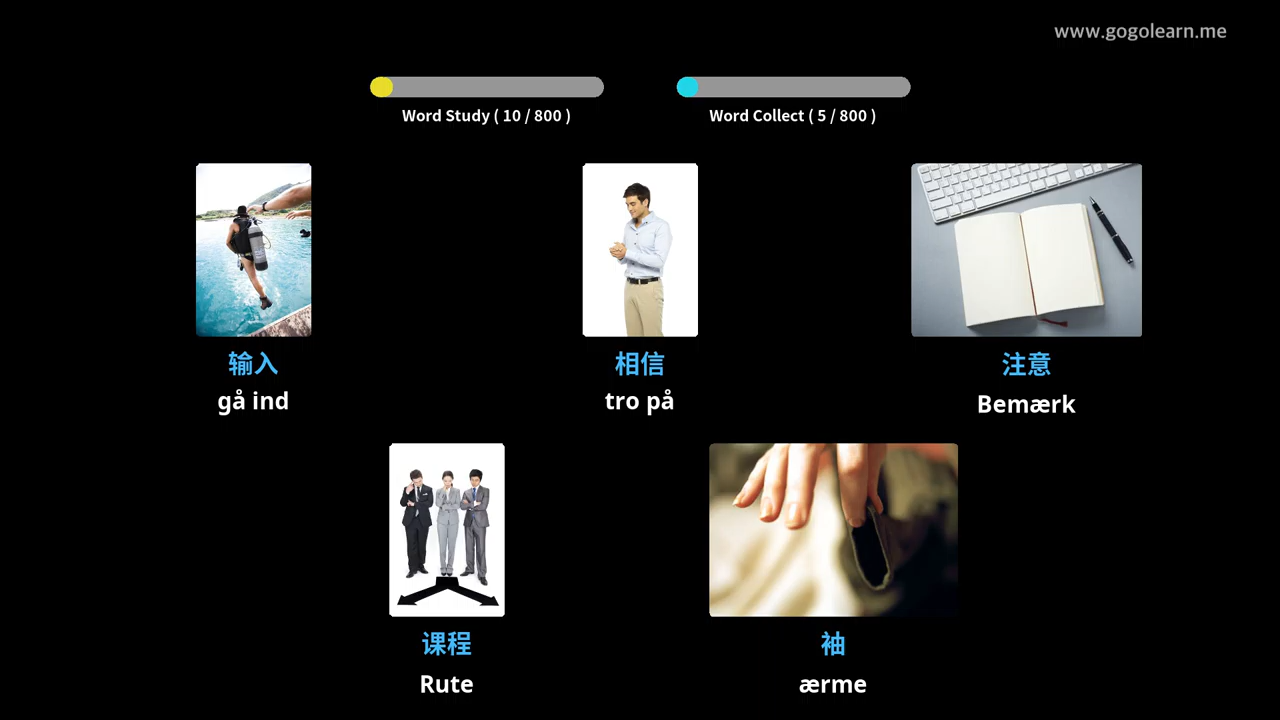 www.gogolearn.me
Word Study ( 10 / 800 )
Word Collect ( 5 / 800 )
输入
gå ind
相信
tro på
注意
Bemærk
课程
Rute
袖
ærme